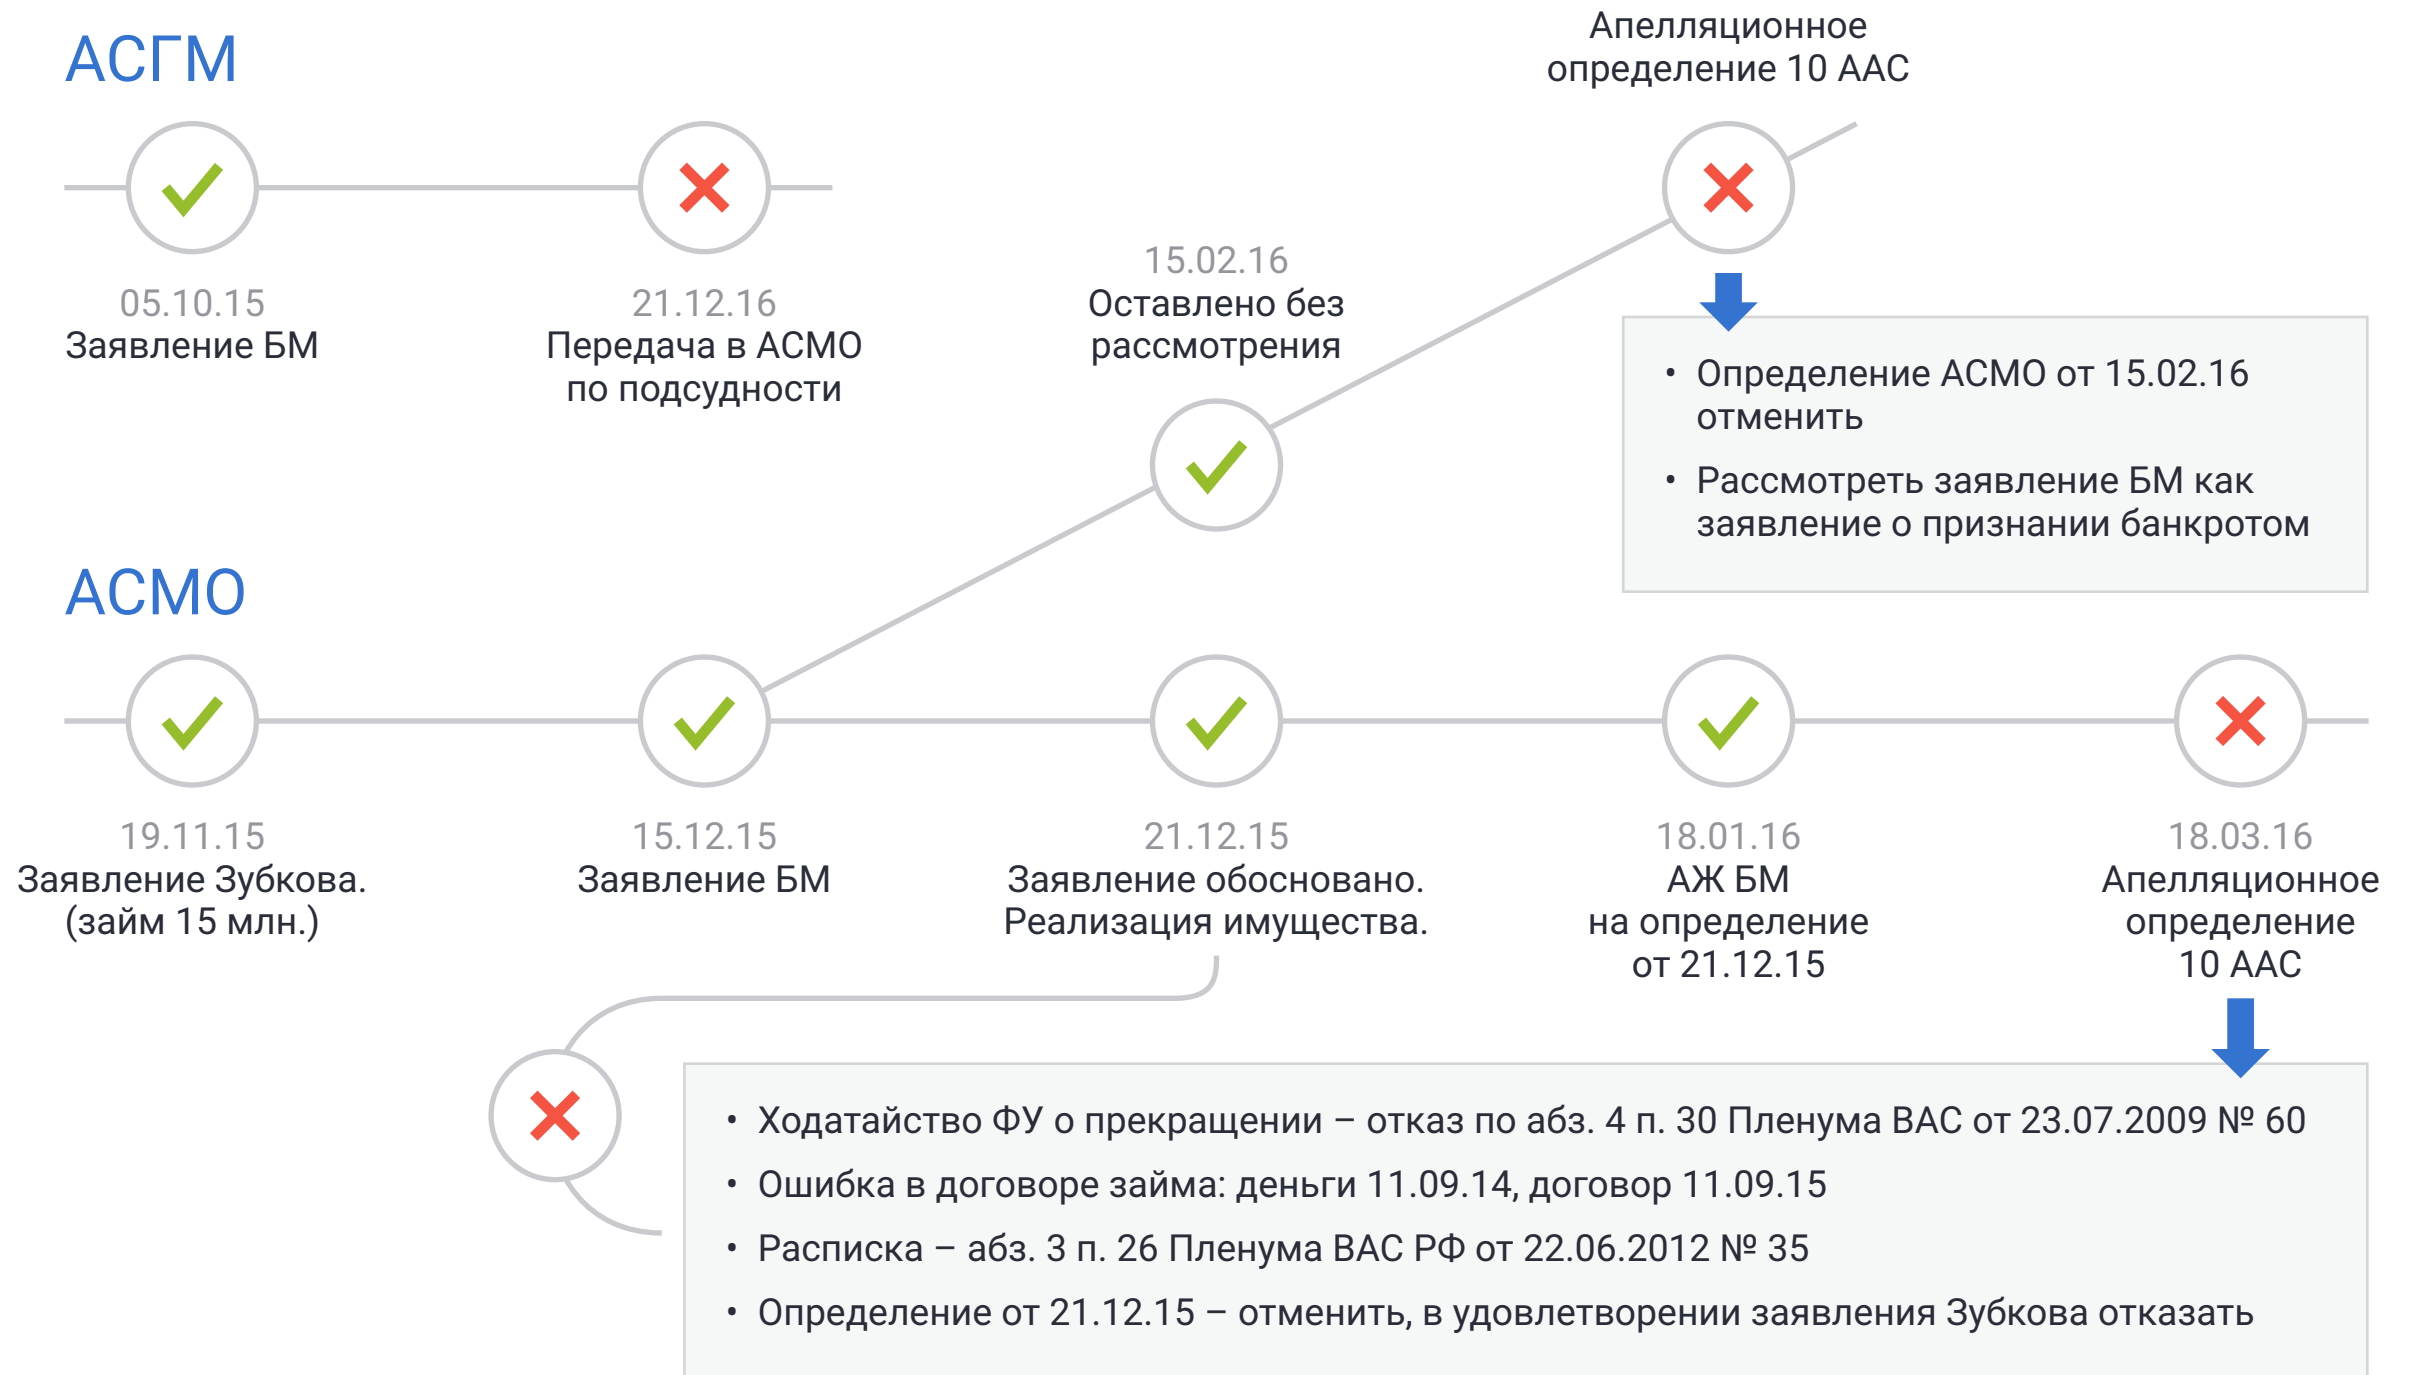 АСГМ
05.10.15
Заявление БМ
21.12.16
Передача в АСМО
по подсудности
15.02.16
Оставлено без
рассмотрения
Апелляционное
определение 10 ААС
• Определение АСМО от 15.02.16
отменить
• Рассмотреть заявление БМ как
заявление о признании банкротом
АСМО
19.11.15
Заявление Зубкова.
(займ 15 млн.)
15.12.15
Заявление БМ
21.12.15
Заявление обосновано.
Реализация имущества.
18.01.16
АЖ БМ
на определение
от 21.12.15
18.03.16
Апелляционное
определение
10 ААС
• Ходатайство ФУ о прекращении – отказ по абз. 4 п. 30 Пленума ВАС от 23.07.2009 № 60
• Ошибка в договоре займа: деньги 11.09.14, договор 11.09.15
• Расписка – абз. 3 п. 26 Пленума ВАС РФ от 22.06.2012 № 35
• Определение от 21.12.15 – отменить, в удовлетворении заявления Зубкова отказать